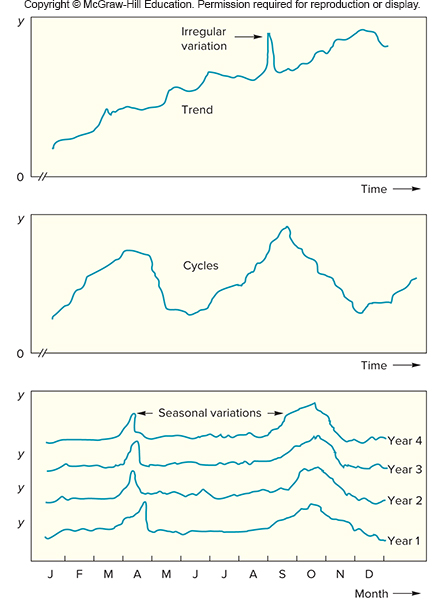 Copyright © McGraw-Hill Education. Permission required for reproduction or display.
y
Irregular
variation
Trend
0
Time
y
Cycles
0
Time
y
Seasonal variations
Year 4
y
Year 3
y
Year 2
y
Year 1
J F M A M J J A S O N D
Month